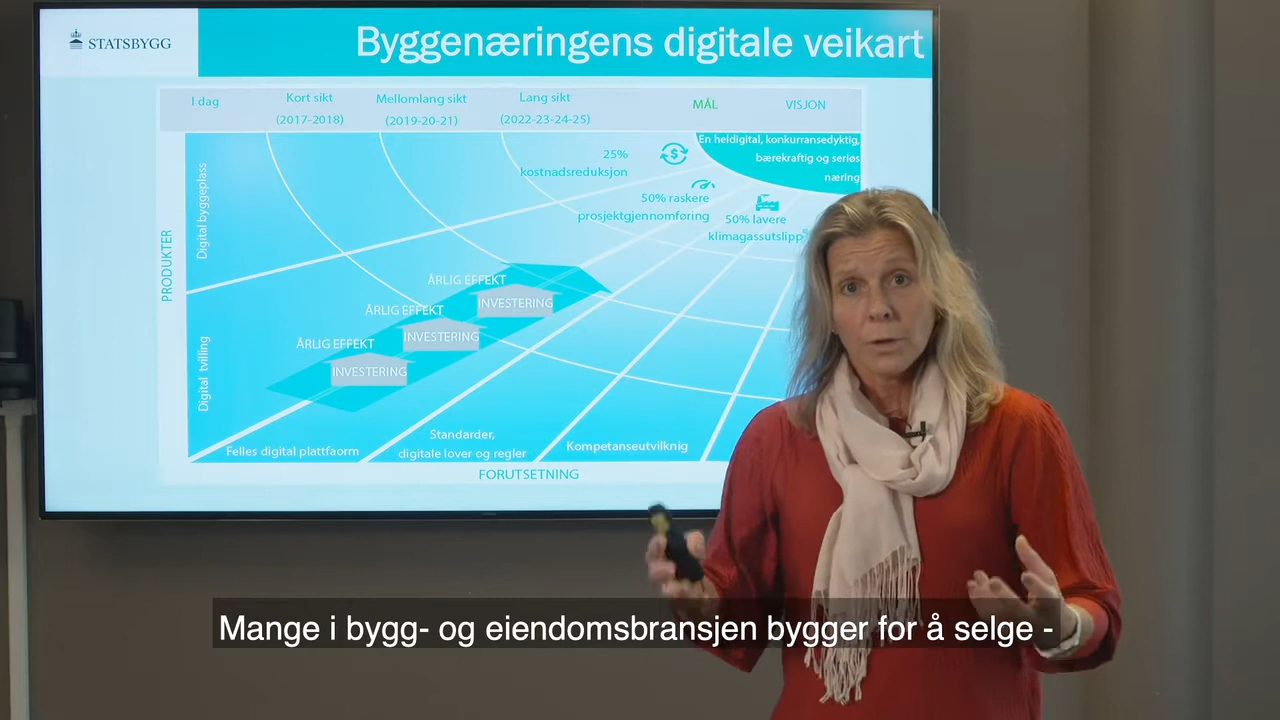 STATSBYGG
Byggenæringens digitale veikart
I dag
Kort sikt
(2017-2018)
Mellomlang sikt
(2019-20-21)
Lang sikt
(2022-23-24-25)
MÅL
VISJON
En heldigital, konkurransedyktig,
bærekraftig og seriøs
næring
25%
kostnadsreduksjon
50% raskere
prosjektgjennomføring
50% lavere
klimagassutslipp
PRODUKTER
Digital byggeplass
Digital tvilling
ÅRLIG EFFEKT
INVESTERING
ÅRLIG EFFEKT
INVESTERING
ÅRLIG EFFEKT
INVESTERING
Felles digital plattfaorm
Standarder,
digitale lover og regler
Kompetanseutvilknig
FORUTSETNING
Mange i bygg- og eiendomsbransjen bygger for å selge -